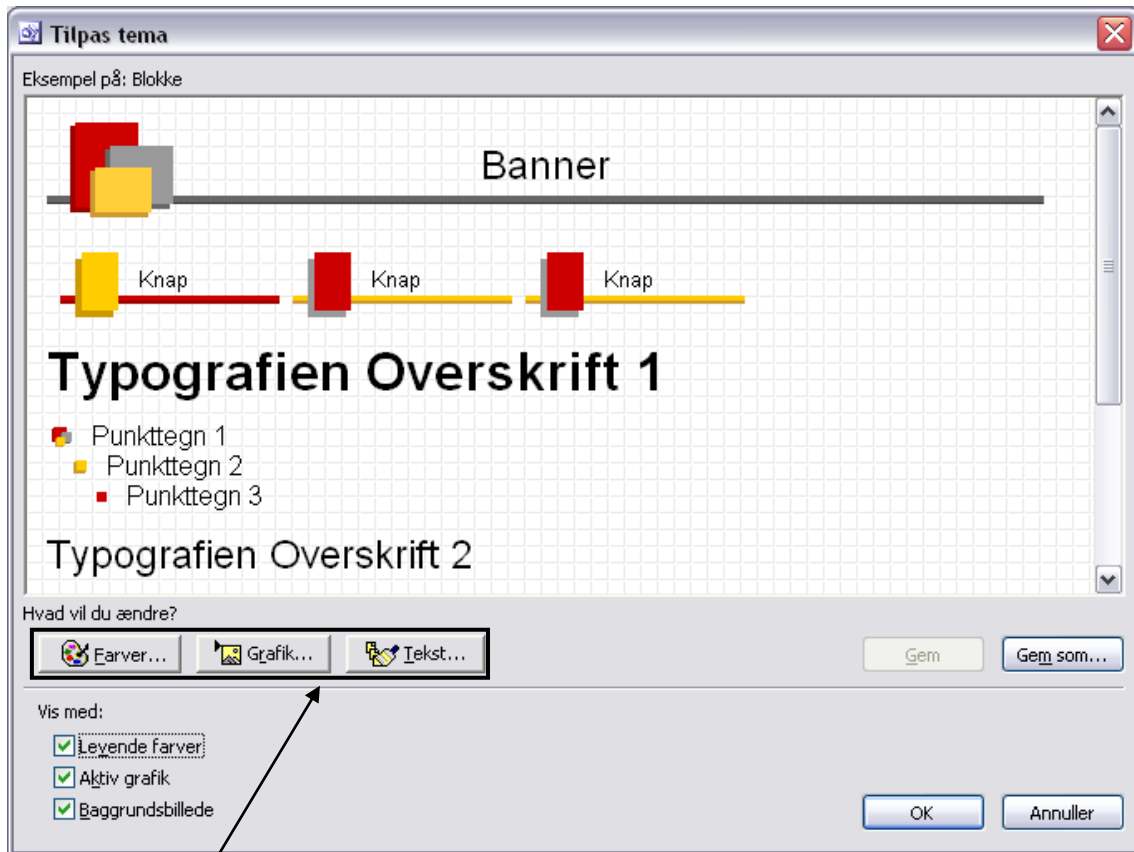 Tilpas tema
Eksempel på: Blokke
Banner
Knap Knap Knap
Typografien Overskrift 1
Punkttegn 1
Punkttegn 2
Punkttegn 3
Typografien Overskrift 2
Hvad vil du ændre?
Farver... Grafik... Tekst... Gem Gem som...
Vis med:
Levende farver
Aktiv grafik
Baggrundsbillede
OK Annuller